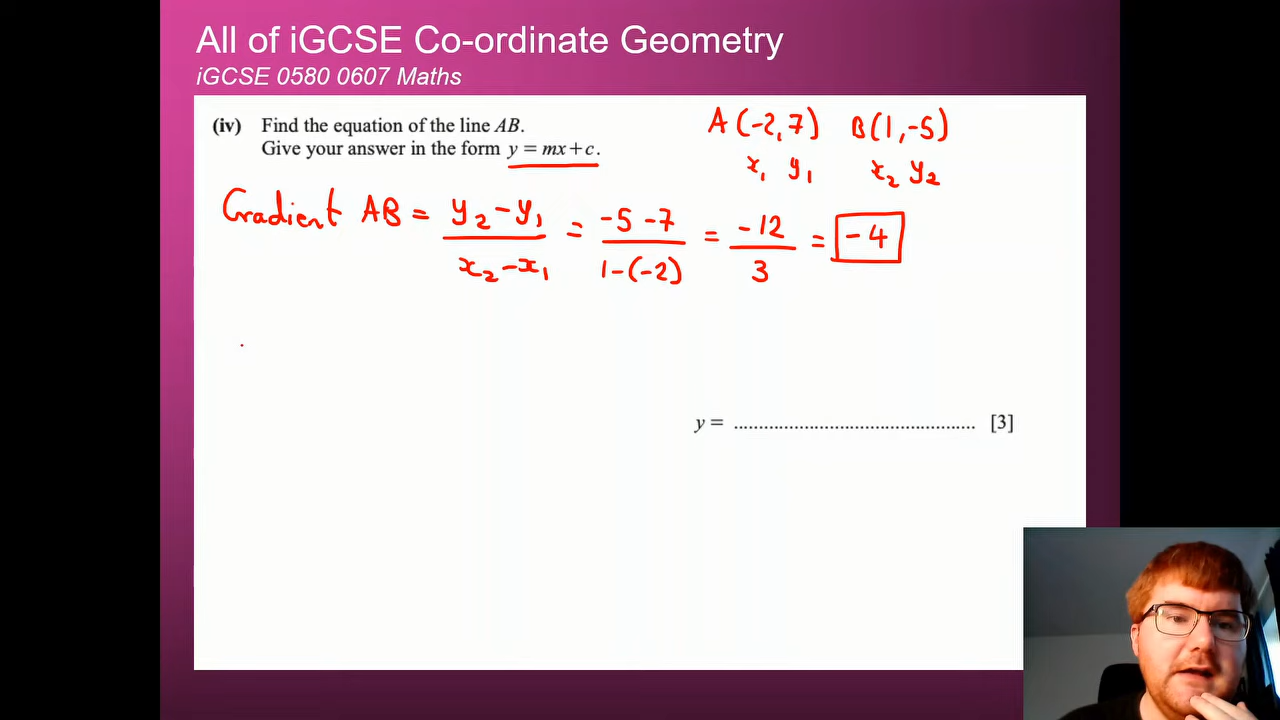 All of iGCSE Co-ordinate Geometry
iGCSE 0580 0607 Maths
(iv) Find the equation of the line AB.
Give your answer in the form y = mx + c.
A (-2, 7) B (1, -5)
x₁ y₁ x₂ y₂
Gradient AB = y₂ - y₁ / x₂ - x₁ = -5 - 7 / 1 - (-2) = -12 / 3 = -4
y = ................................................ [3]